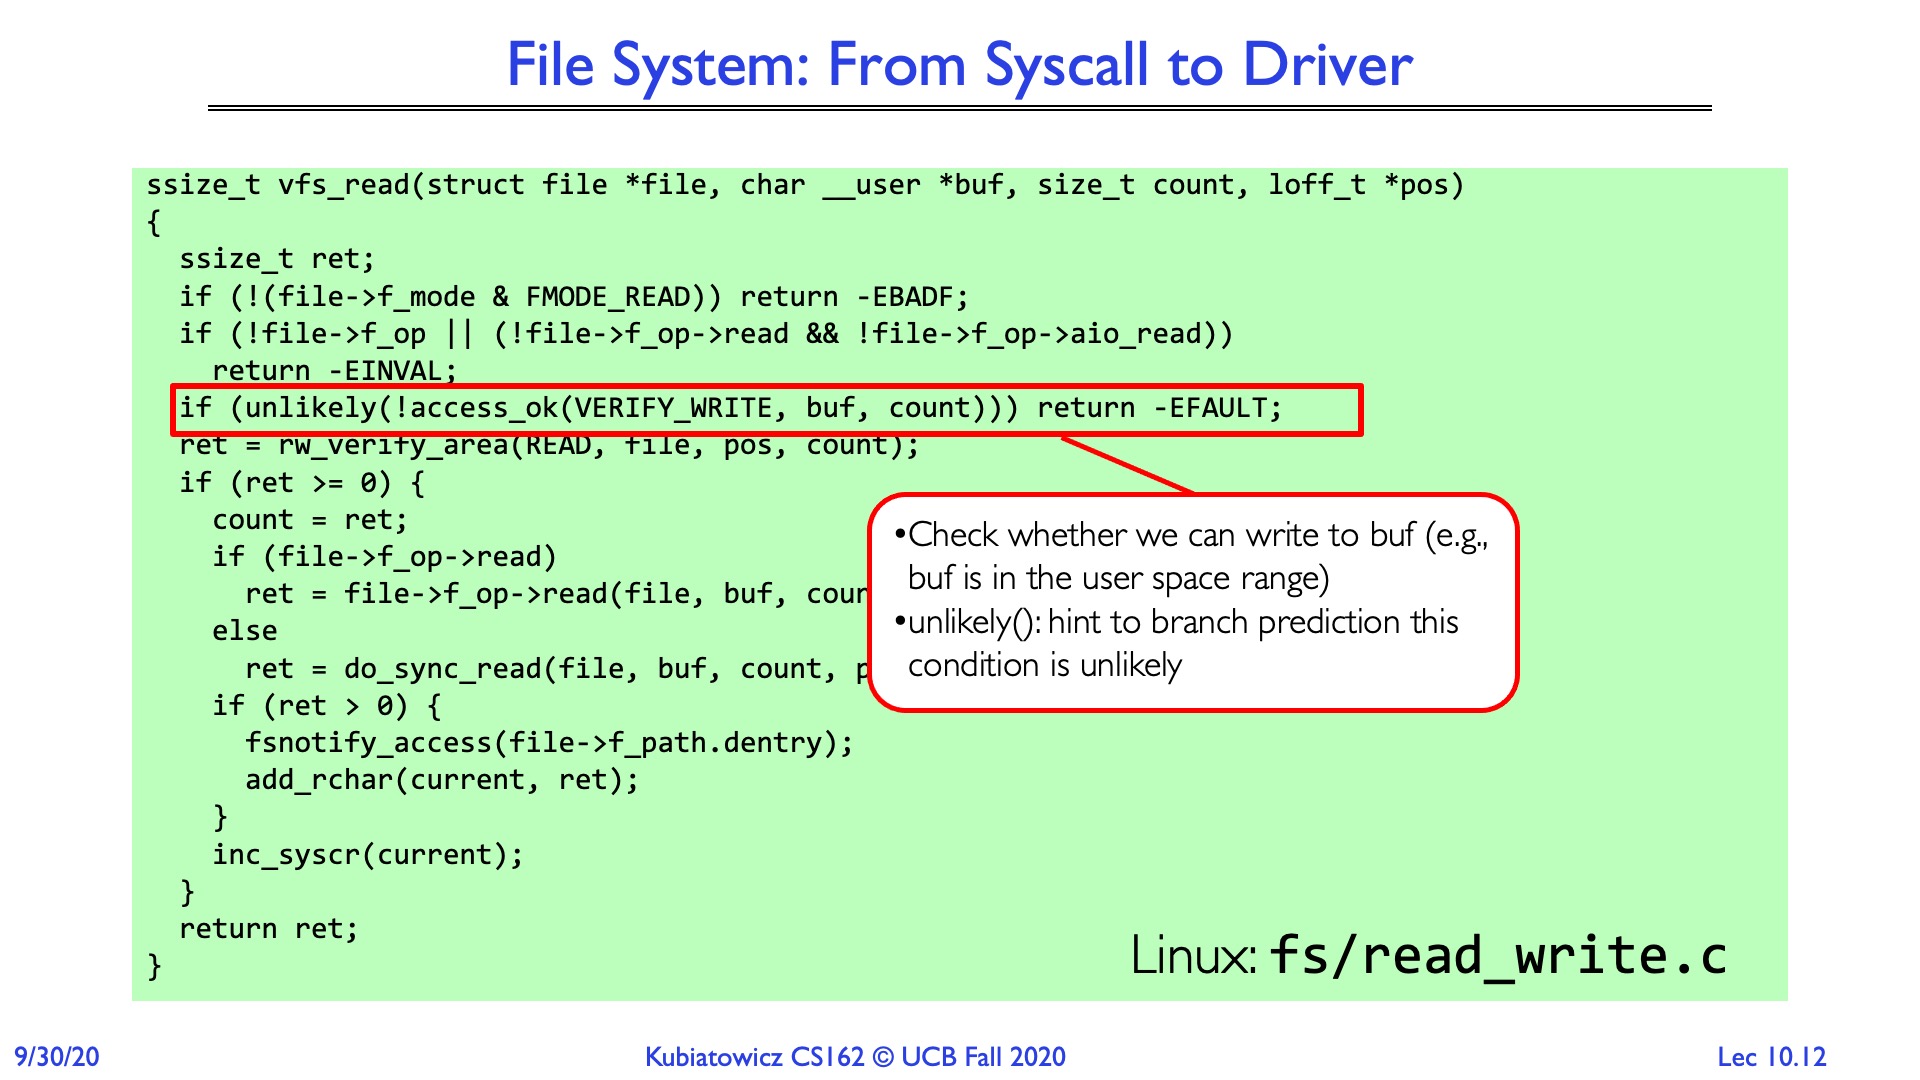 File System: From Syscall to Driver
ssize_t vfs_read(struct file *file, char __user *buf, size_t count, loff_t *pos)
{
  ssize_t ret;
  if (!(file->f_mode & FMODE_READ)) return -EBADF;
  if (!file->f_op || (!file->f_op->read && !file->f_op->aio_read))
    return -EINVAL;
  if (unlikely(!access_ok(VERIFY_WRITE, buf, count))) return -EFAULT;
  ret = rw_verify_area(READ, file, pos, count);
  if (ret >= 0) {
    count = ret;
    if (file->f_op->read)
      ret = file->f_op->read(file, buf,
    else
      ret = do_sync_read(file, buf, count,
    if (ret > 0) {
      fsnotify_access(file->f_path.dentry);
      add_rchar(current, ret);
    }
    inc_syscr(current);
  }
  return ret;
}
•Check whether we can write to buf (e.g.,
buf is in the user space range)
•unlikely(): hint to branch prediction this
condition is unlikely
Linux: fs/read_write.c
9/30/20
Kubiatowicz CS162 © UCB Fall 2020
Lec 10.12